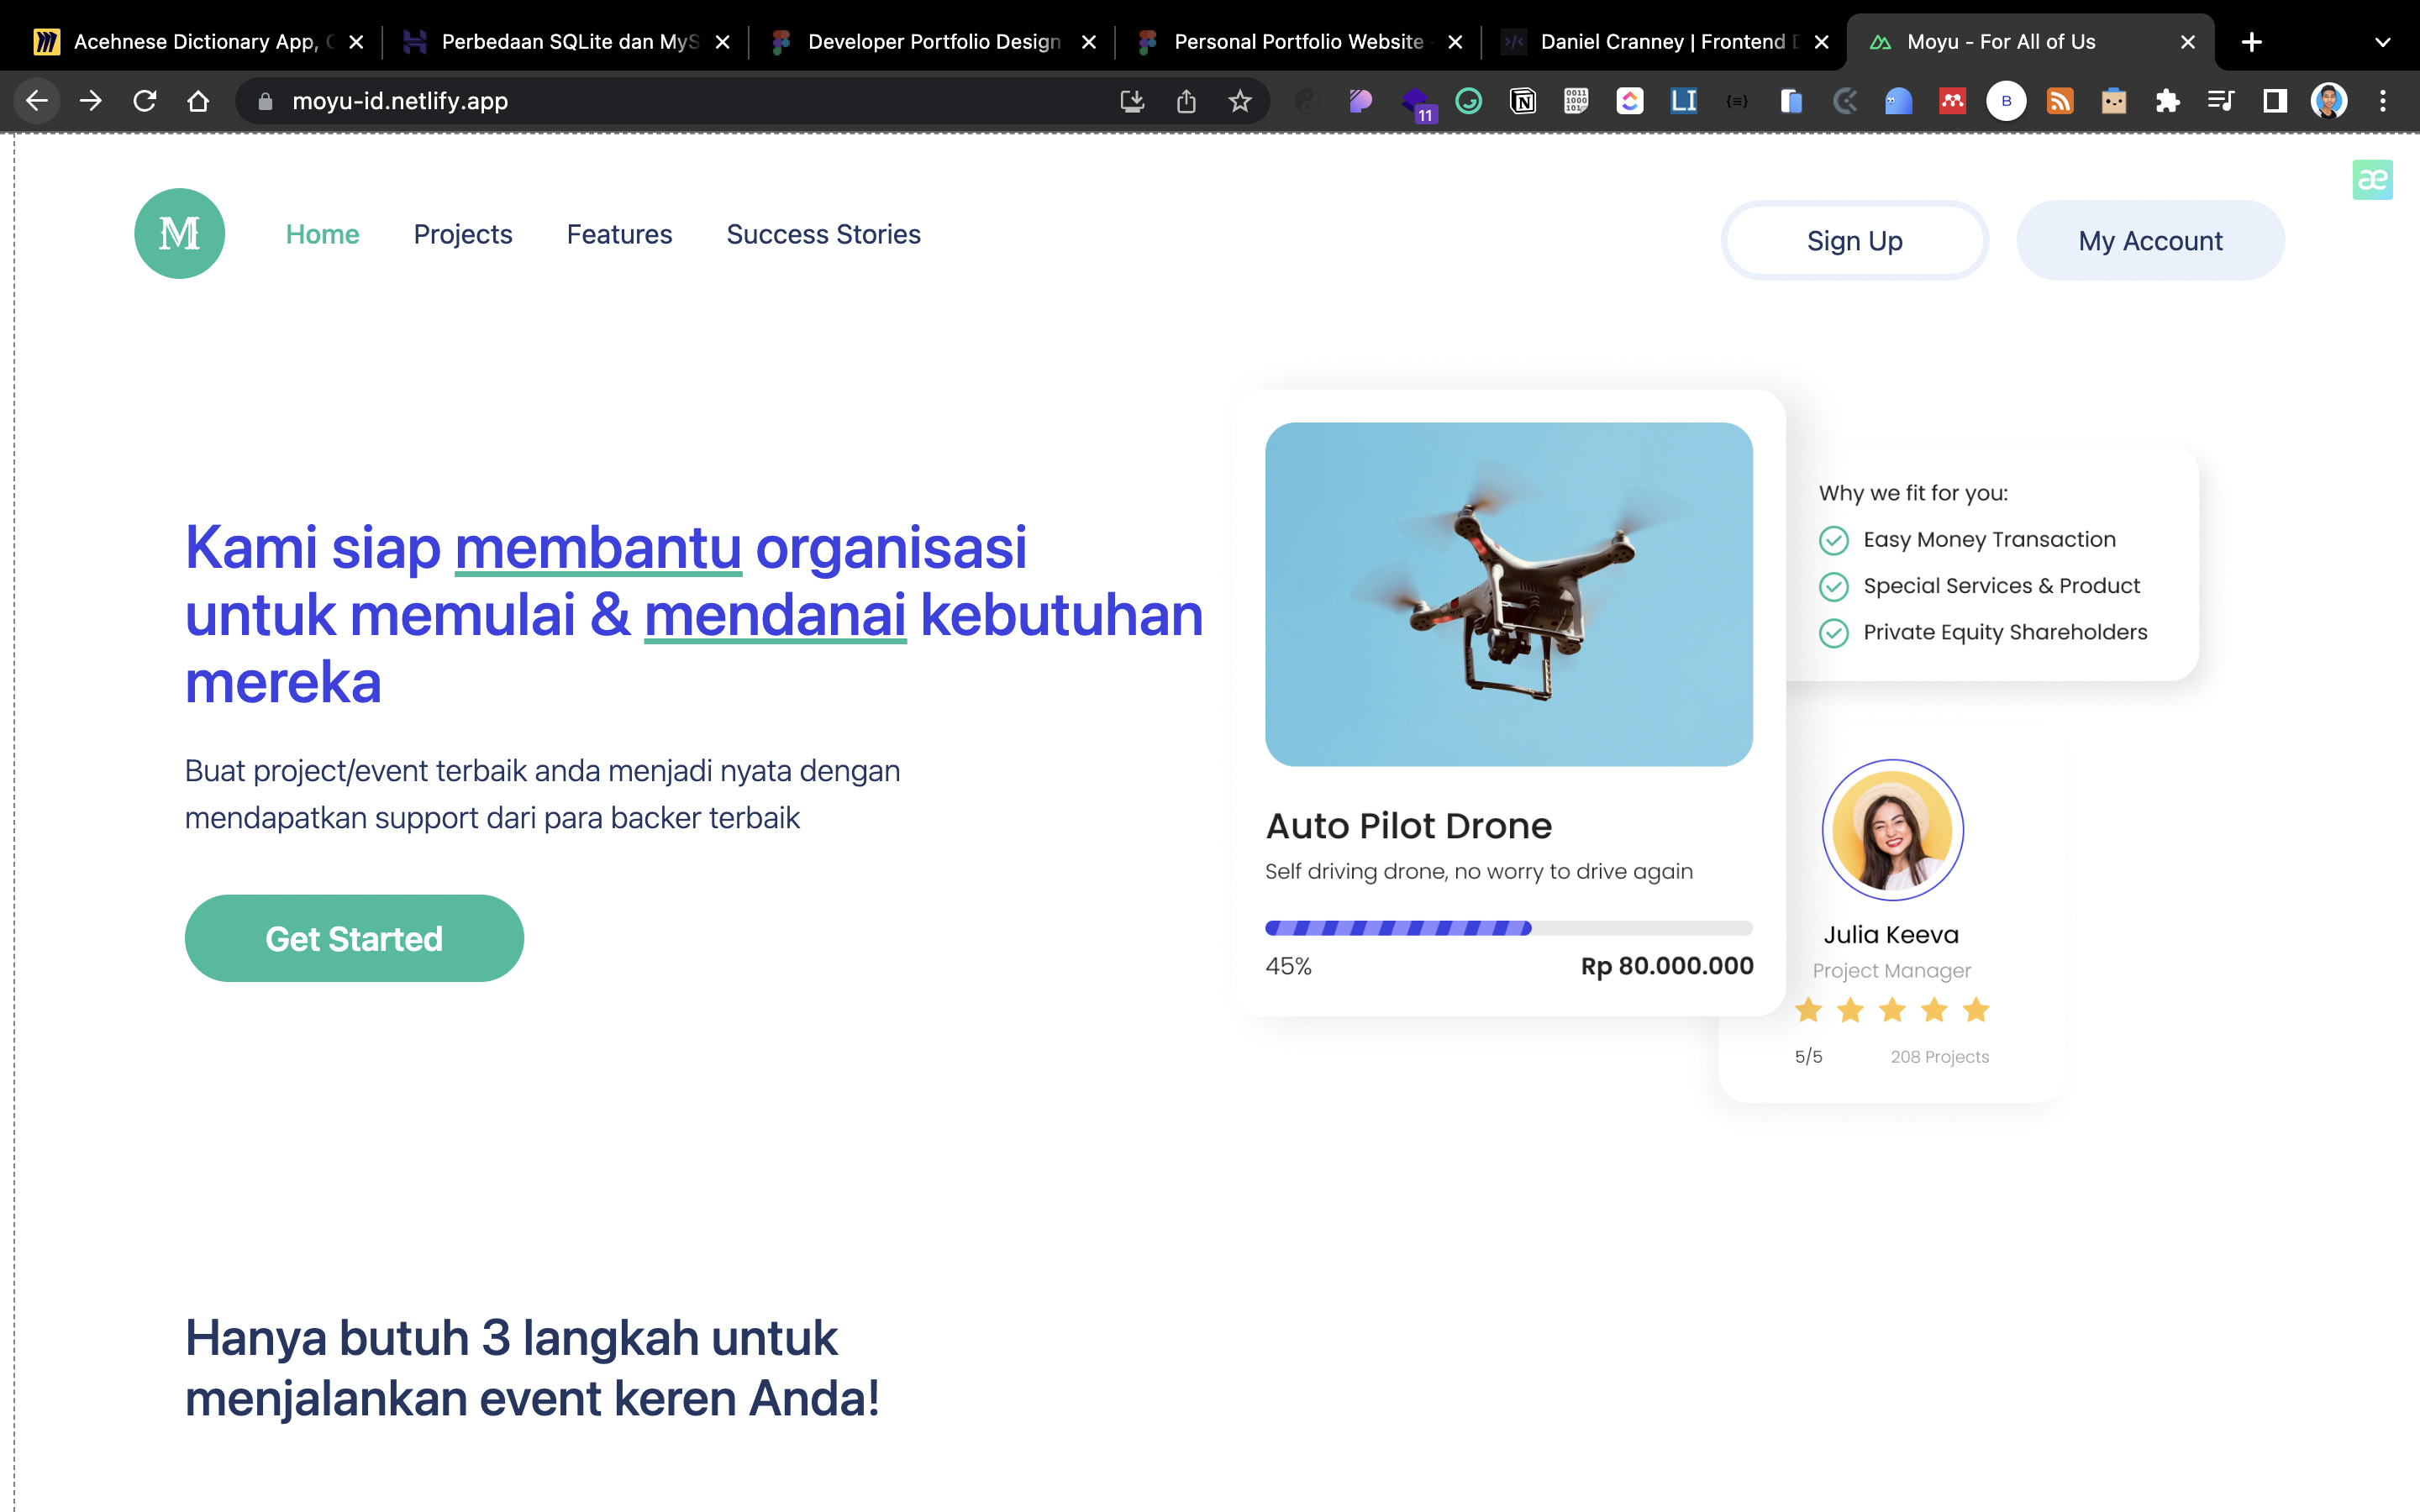 Acehnese Dictionary App,
Perbedaan SQLite dan MyS
Developer Portfolio Design
Personal Portfolio Website
Daniel Cranney | Frontend
Moyu - For All of Us
moyu-id.netlify.app
11
LI
B
M
Home
Projects
Features
Success Stories
Sign Up
My Account
æ
Kami siap membantu organisasi
untuk memulai & mendanai kebutuhan
mereka
Buat project/event terbaik anda menjadi nyata dengan
mendapatkan support dari para backer terbaik
Get Started
Auto Pilot Drone
Self driving drone, no worry to drive again
45%
Rp 80.000.000
Why we fit for you:
Easy Money Transaction
Special Services & Product
Private Equity Shareholders
Julia Keeva
Project Manager
5/5
208 Projects
Hanya butuh 3 langkah untuk
menjalankan event keren Anda!